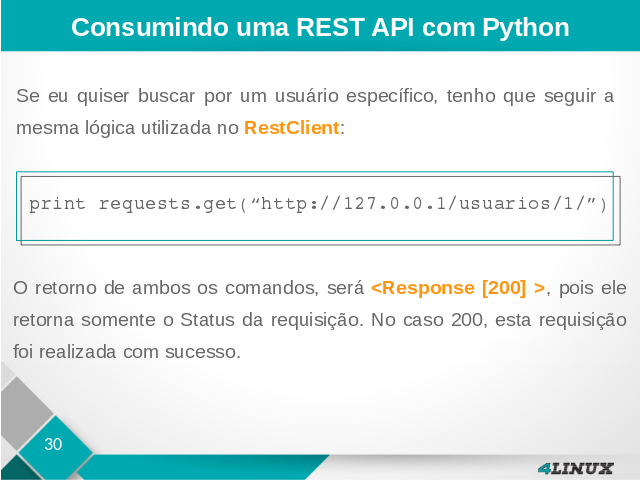 Consumindo uma REST API com Python
Se eu quiser buscar por um usuário específico, tenho que seguir a
mesma lógica utilizada no RestClient:
print requests.get(“http://127.0.0.1/usuarios/1/”)
O retorno de ambos os comandos, será <Response [200] >, pois ele
retorna somente o Status da requisição. No caso 200, esta requisição
foi realizada com sucesso.
30
4LINUX